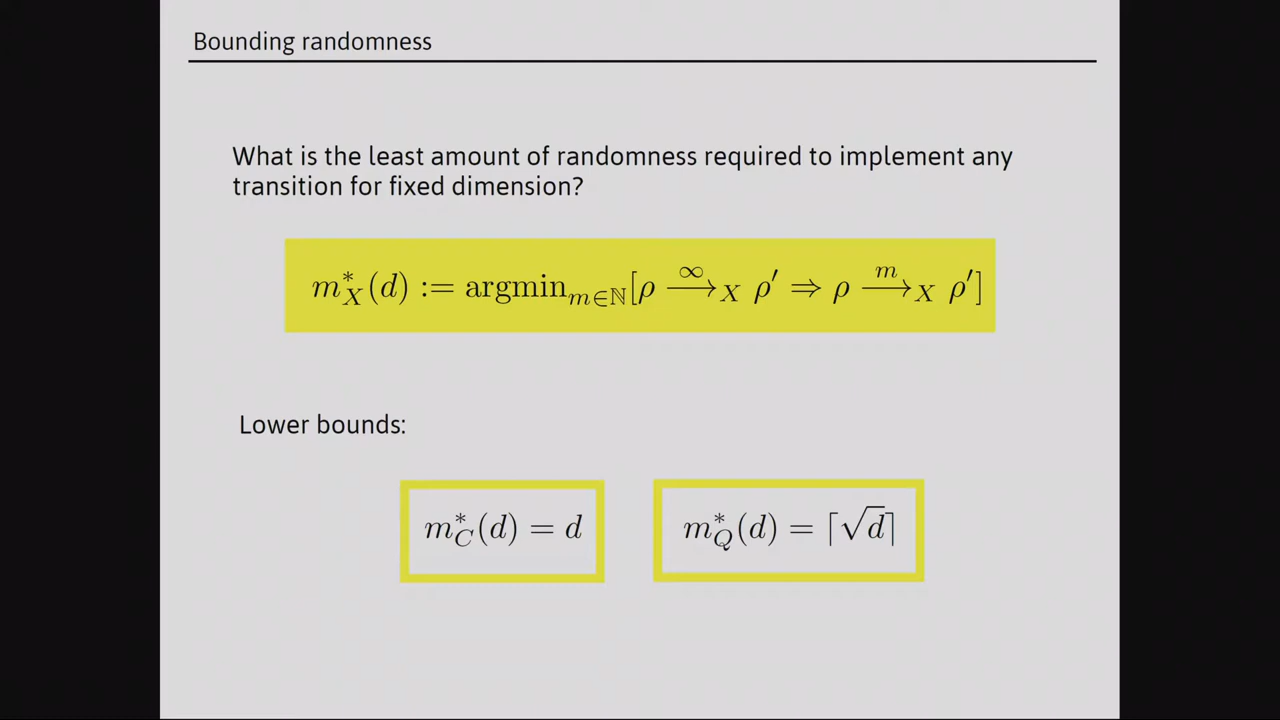 Bounding randomness
What is the least amount of randomness required to implement any
transition for fixed dimension?
m*_X(d) := argmin_{m∈ℕ}[ρ —∞→_X ρ′ ⇒ ρ —m→_X ρ′]
Lower bounds:
m*_C(d) = d
m*_Q(d) = ⌈√d⌉